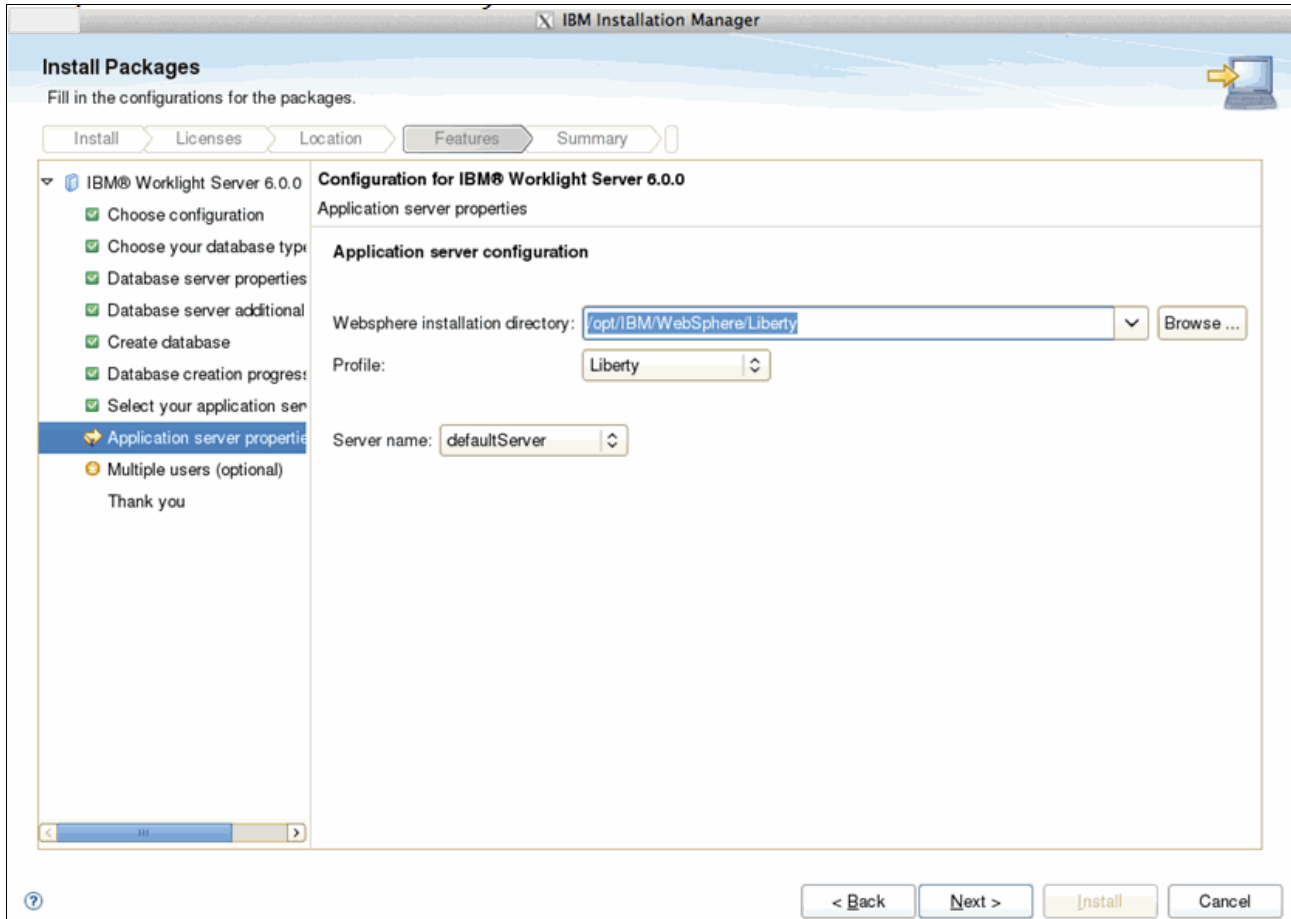 IBM Installation Manager
Install Packages
Fill in the configurations for the packages.
Install
Licenses
Location
Features
Summary
IBM® Worklight Server 6.0.0
Choose configuration
Choose your database type
Database server properties
Database server additional
Create database
Database creation progress
Select your application ser
Application server propertie
Multiple users (optional)
Thank you
Configuration for IBM® Worklight Server 6.0.0
Application server properties
Application server configuration
Websphere installation directory: /opt/IBM/WebSphere/Liberty Browse ...
Profile: Liberty
Server name: defaultServer
< Back Next > Install Cancel